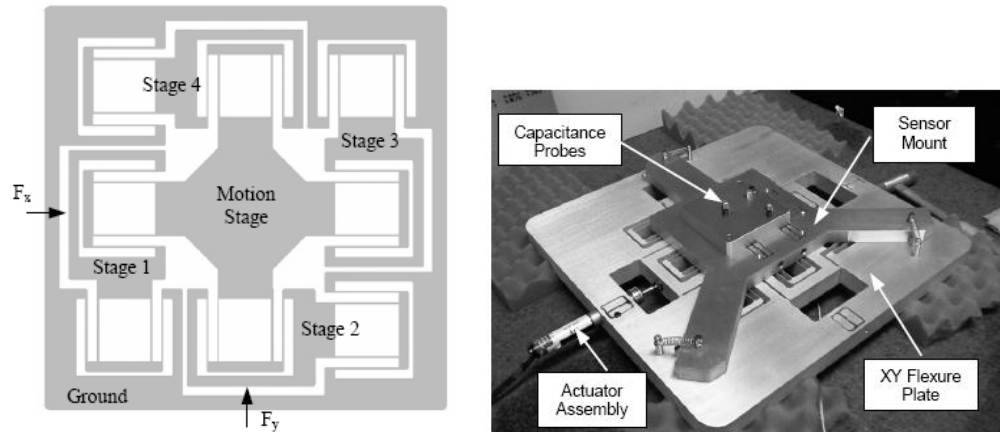 Stage 4
Stage 3
Motion
Stage
F_x
Stage 1
Stage 2
Ground
F_y
Capacitance
Probes
Sensor
Mount
Actuator
Assembly
XY Flexure
Plate